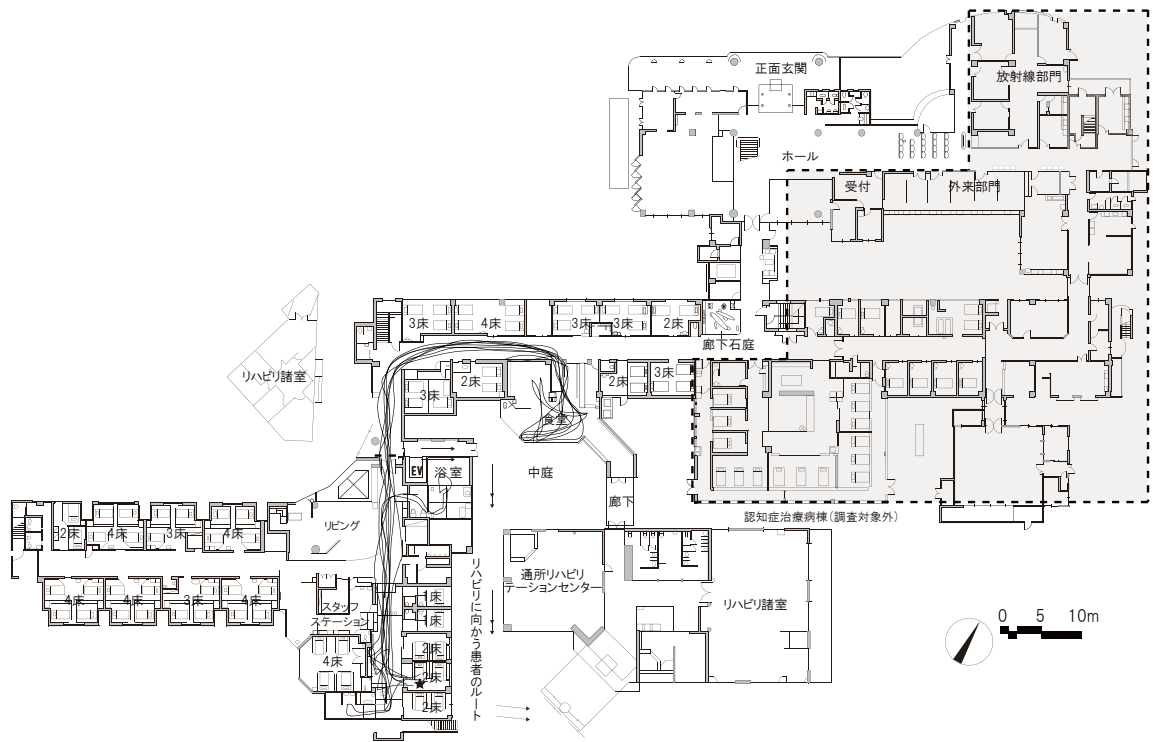 放射線部門
正面玄関
ホール
受付
外来部門
3床
4床
3床
3床
2床
廊下石庭
リハビリ諸室
3床
2床
食堂
2床
3床
EV
浴室
中庭
廊下
認知症治療病棟(調査対象外)
リビング
2床
4床
3床
4床
4床
4床
3床
4床
スタッフ
ステーション
4床
1床
1床
2床
2床
2床
★
リハビリに向かう患者のルート
通所リハビリ
テーションセンター
リハビリ諸室
0 5 10m